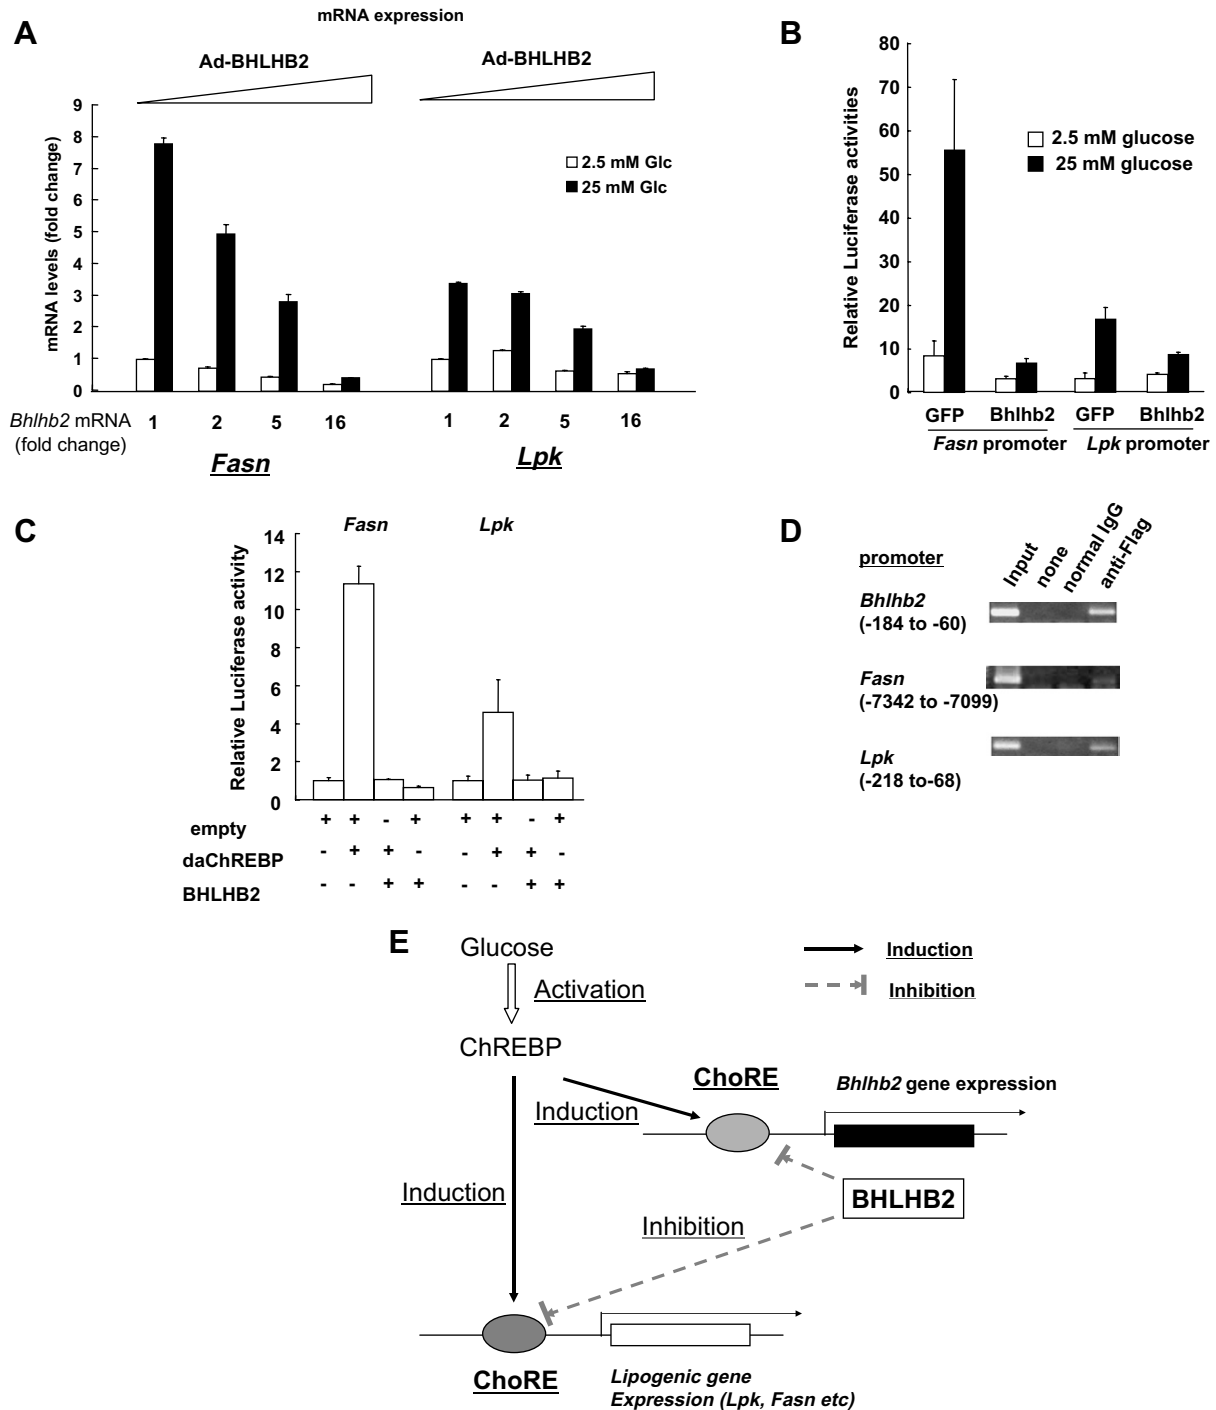 A
mRNA expression
Ad-BHLHB2
Ad-BHLHB2
mRNA levels (fold change)
9
8
7
6
5
4
3
2
1
0
2.5 mM Glc
25 mM Glc
Bhlhb2 mRNA
(fold change)
1 2 5 16 1 2 5 16
Fasn Lpk
B
Relative Luciferase activities
80
70
60
50
40
30
20
10
0
2.5 mM glucose
25 mM glucose
GFP Bhlhb2 GFP Bhlhb2
Fasn promoter Lpk promoter
C
Fasn Lpk
Relative Luciferase activity
14
12
10
8
6
4
2
0
empty + + - + + + - +
daChREBP - + + - - + + -
BHLHB2 - - + + - - + +
D
promoter
Input none normal IgG anti-Flag
Bhlhb2
(-184 to -60)
Fasn
(-7342 to -7099)
Lpk
(-218 to-68)
E
Glucose
Activation
ChREBP
Induction
Inhibition
ChoRE
Bhlhb2 gene expression
Induction
BHLHB2
Induction
Inhibition
ChoRE
Lipogenic gene
Expression (Lpk, Fasn etc)